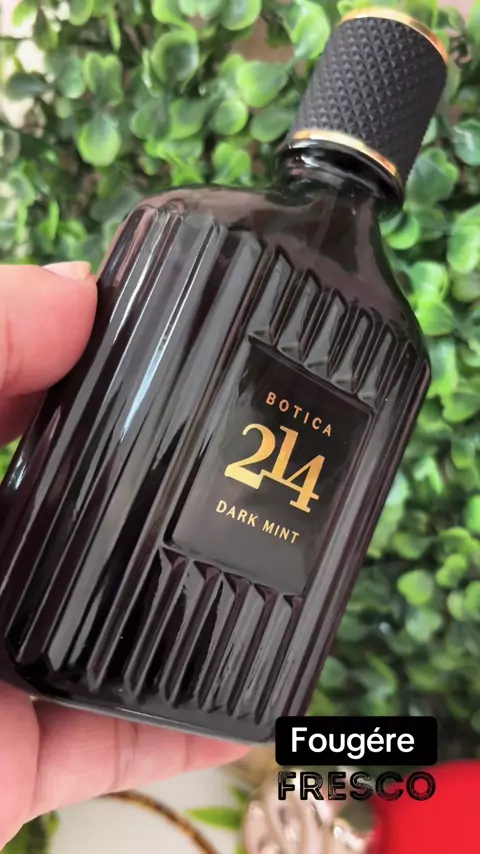 BOTICA
214
DARK MINT
Fougére
FRESCO